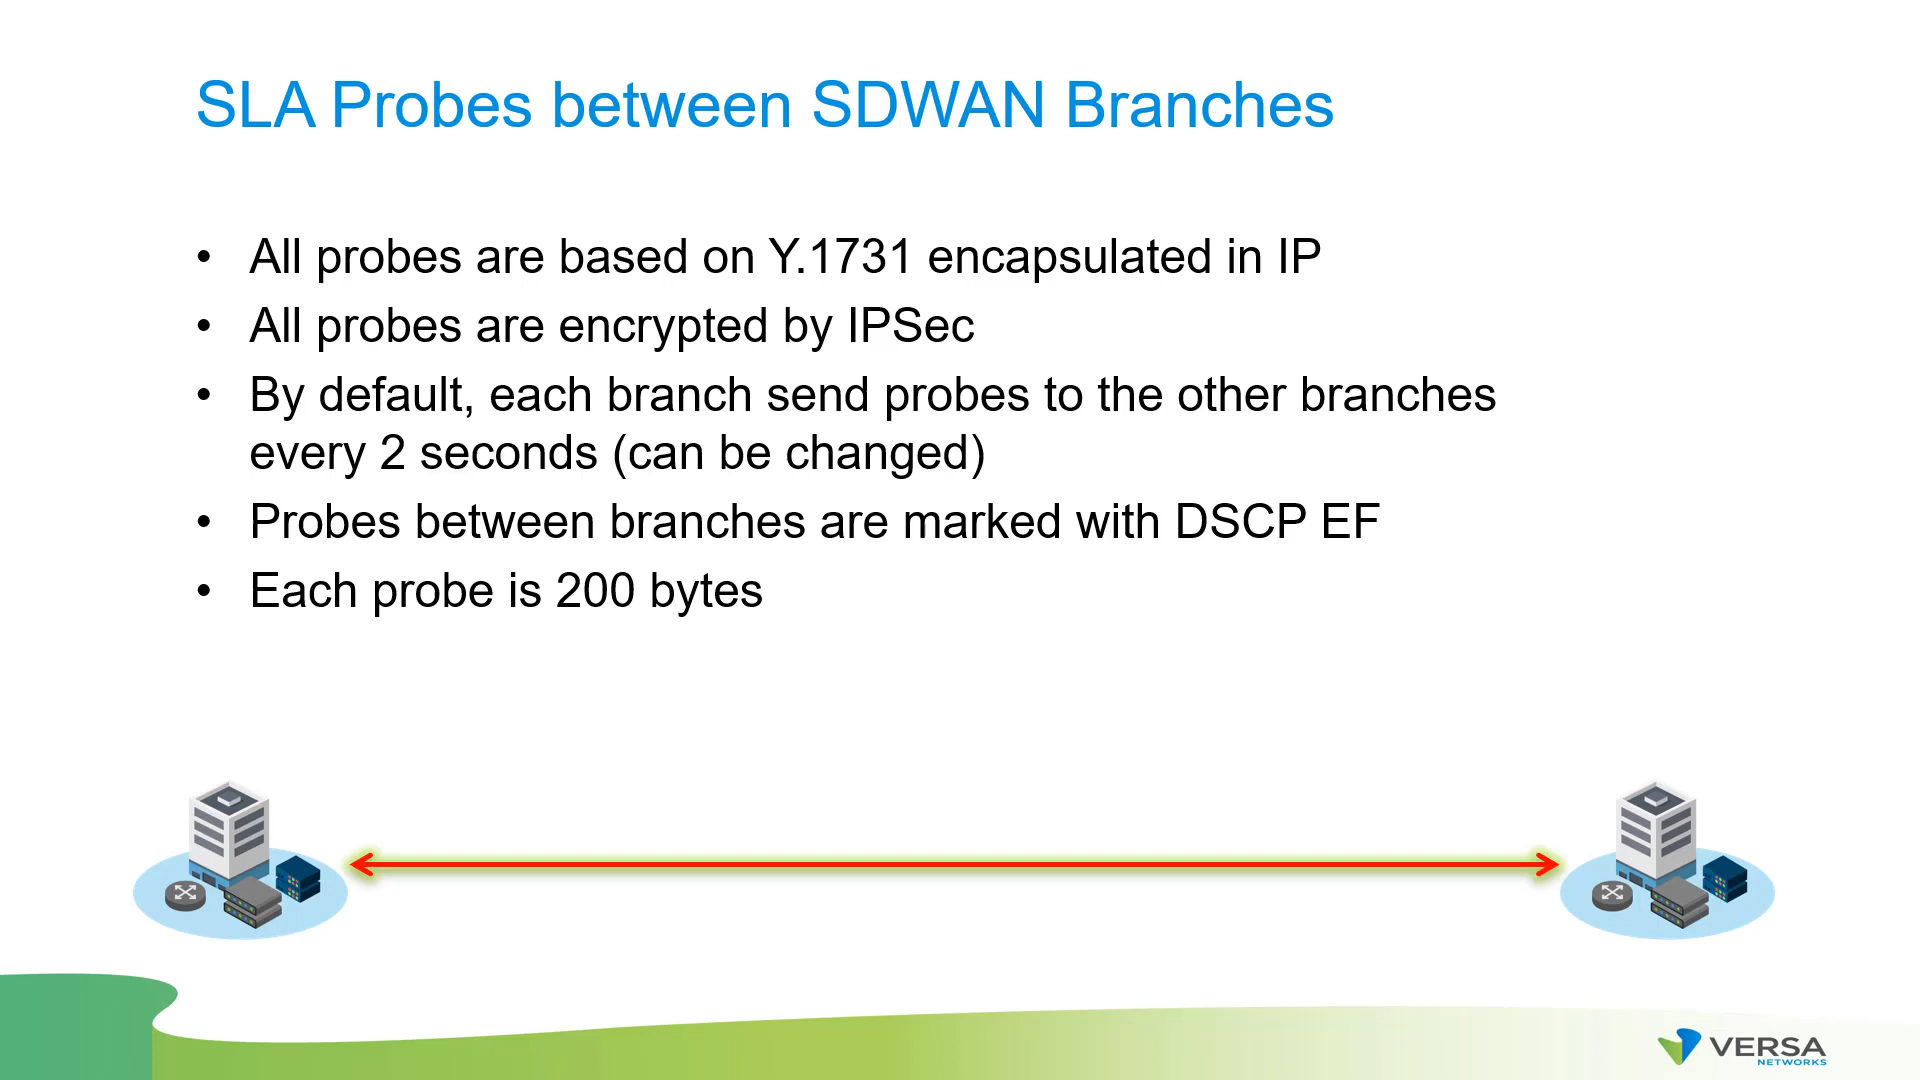 SLA Probes between SDWAN Branches
• All probes are based on Y.1731 encapsulated in IP
• All probes are encrypted by IPSec
• By default, each branch send probes to the other branches
every 2 seconds (can be changed)
• Probes between branches are marked with DSCP EF
• Each probe is 200 bytes
VERSA
NETWORKS